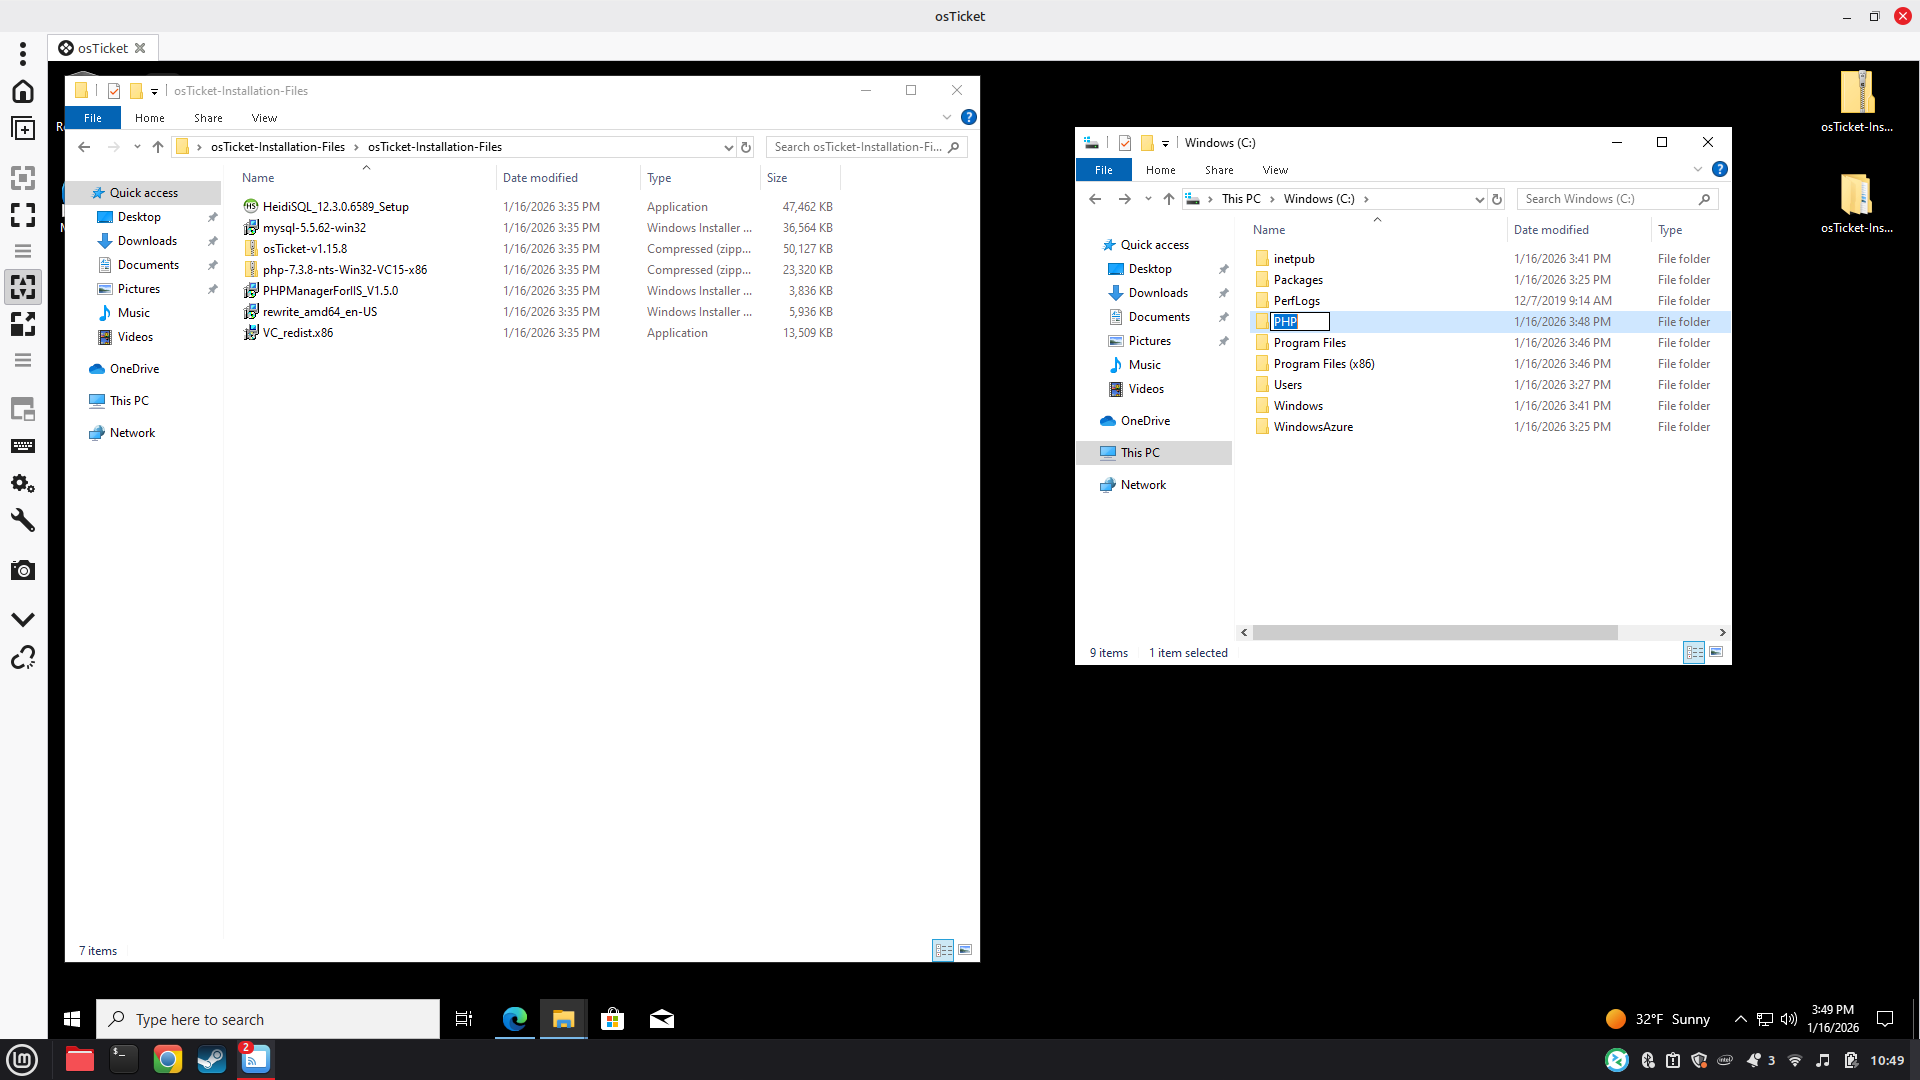 osTicket
osTicket
osTicket-Installation-Files
File Home Share View
osTicket-Installation-Files osTicket-Installation-Files
Search osTicket-Installation-Fi...
Quick access
Desktop
Downloads
Documents
Pictures
Music
Videos
OneDrive
This PC
Network
Name Date modified Type Size
HeidiSQL_12.3.0.6589_Setup 1/16/2026 3:35 PM Application 47,462 KB
mysql-5.5.62-win32 1/16/2026 3:35 PM Windows Installer ... 36,564 KB
osTicket-v1.15.8 1/16/2026 3:35 PM Compressed (zipp... 50,127 KB
php-7.3.8-nts-Win32-VC15-x86 1/16/2026 3:35 PM Compressed (zipp... 23,320 KB
PHPManagerForIIS_V1.5.0 1/16/2026 3:35 PM Windows Installer ... 3,836 KB
rewrite_amd64_en-US 1/16/2026 3:35 PM Windows Installer ... 5,936 KB
VC_redist.x86 1/16/2026 3:35 PM Application 13,509 KB
7 items
Windows (C:)
File Home Share View
This PC Windows (C:)
Search Windows (C:)
Quick access
Desktop
Downloads
Documents
Pictures
Music
Videos
OneDrive
This PC
Network
Name Date modified Type
inetpub 1/16/2026 3:41 PM File folder
Packages 1/16/2026 3:25 PM File folder
PerfLogs 12/7/2019 9:14 AM File folder
PHP 1/16/2026 3:48 PM File folder
Program Files 1/16/2026 3:46 PM File folder
Program Files (x86) 1/16/2026 3:46 PM File folder
Users 1/16/2026 3:27 PM File folder
Windows 1/16/2026 3:41 PM File folder
WindowsAzure 1/16/2026 3:25 PM File folder
9 items 1 item selected
osTicket-Ins...
osTicket-Ins...
Type here to search
32°F Sunny
3:49 PM
1/16/2026
2
3
10:49